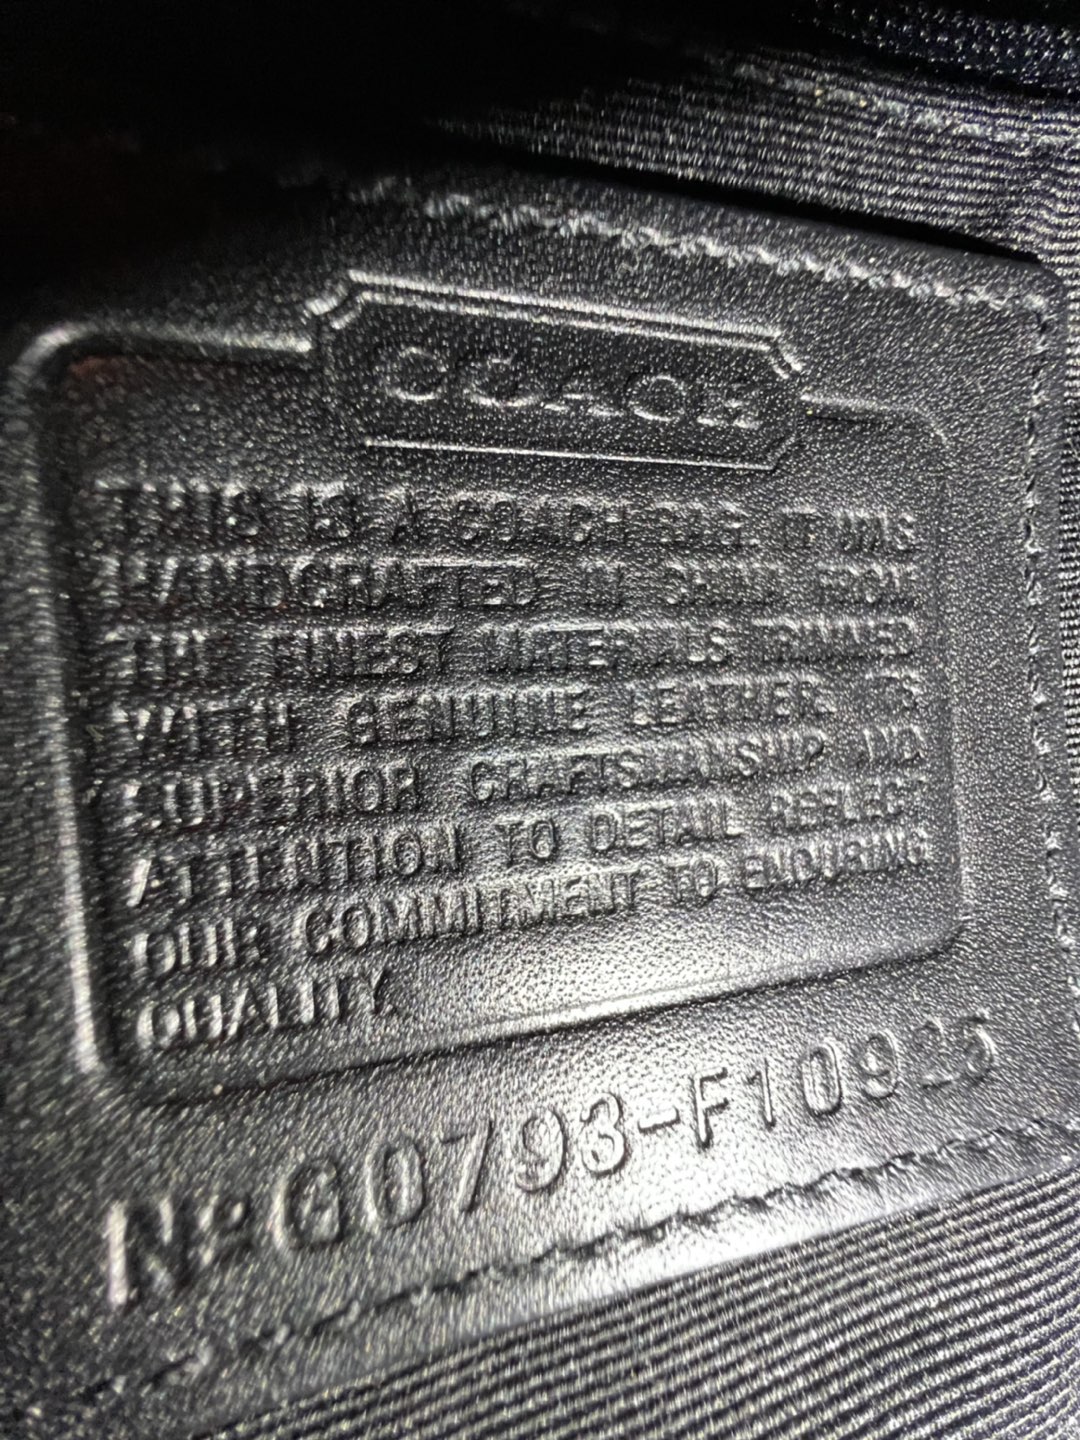 COACH
THIS IS A COACH BAG. IT WAS
HANDCRAFTED IN CHINA FROM
THE FINEST MATERIALS TRIMMED
WITH GENUINE LEATHER. ITS
SUPERIOR CRAFTSMANSHIP AND
ATTENTION TO DETAIL REFLECT
OUR COMMITMENT TO ENDURING
QUALITY.
Nº G0793-F10925